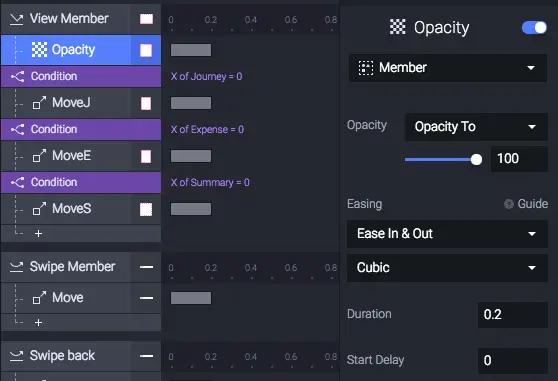 View Member
0 0.2 0.4 0.6 0.8
Opacity
Condition X of Journey = 0
MoveJ
Condition X of Expense = 0
MoveE
Condition X of Summary = 0
MoveS
+
Swipe Member
0 0.2 0.4 0.6 0.8
Move
+
Swipe back
0 0.2 0.4 0.6 0.8
Opacity
Member
Opacity Opacity To
100
Easing Guide
Ease In & Out
Cubic
Duration 0.2
Start Delay 0